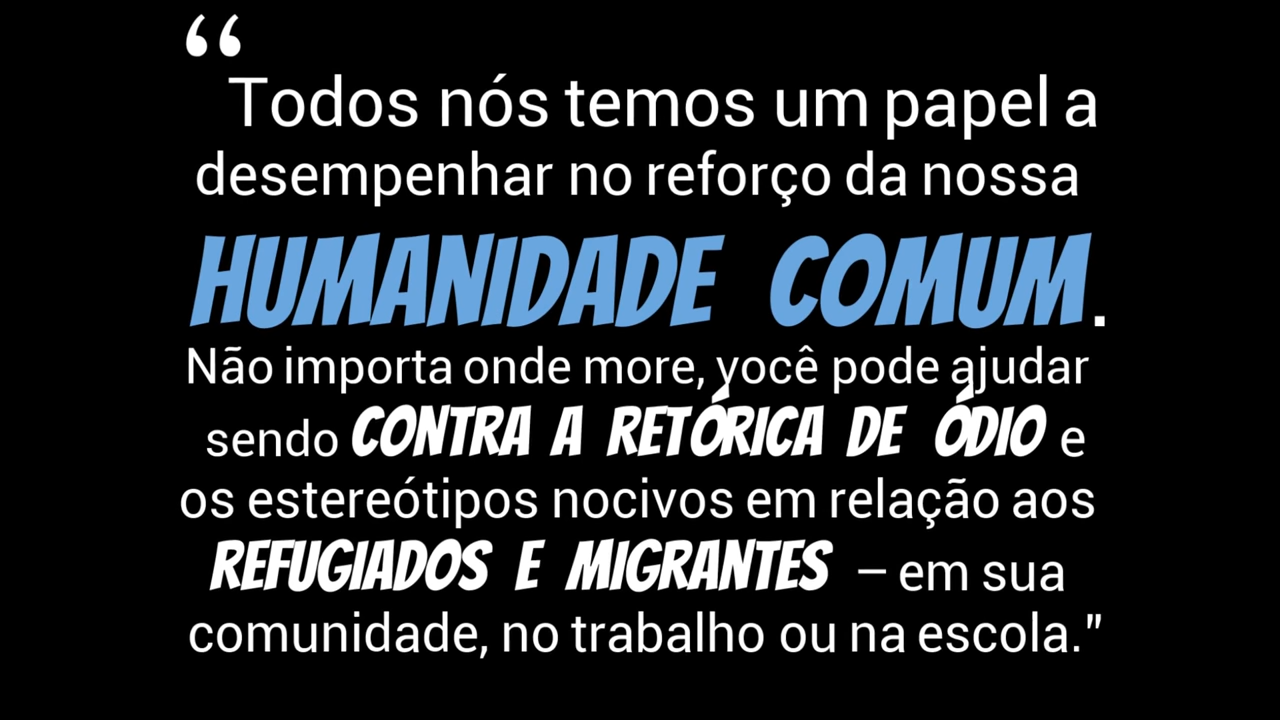 “
Todos nós temos um papel a
desempenhar no reforço da nossa
HUMANIDADE COMUM.
Não importa onde more, você pode ajudar
sendo CONTRA A RETÓRICA DE ÓDIO e
os estereótipos nocivos em relação aos
REFUGIADOS E MIGRANTES – em sua
comunidade, no trabalho ou na escola."